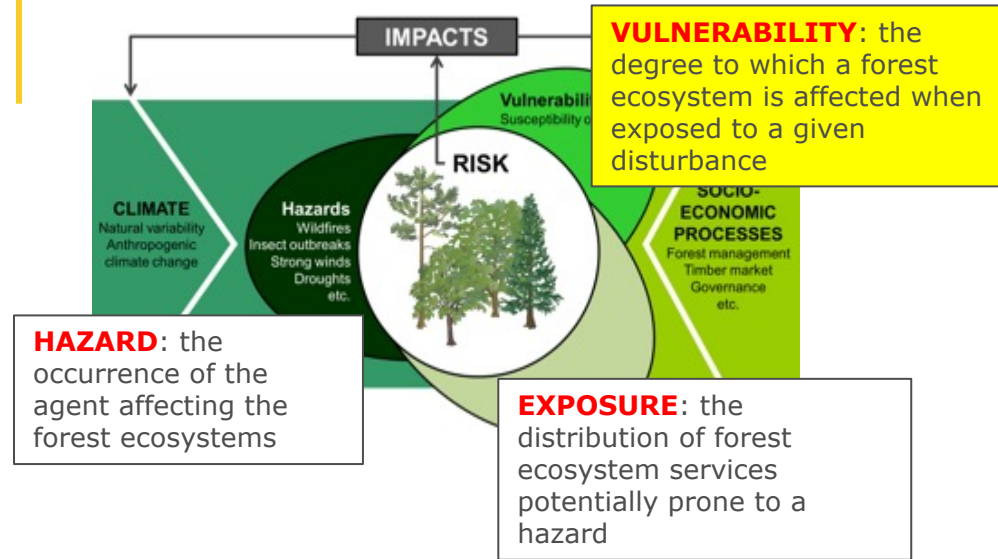 IMPACTS
VULNERABILITY: the
degree to which a forest
ecosystem is affected when
exposed to a given
disturbance
Susceptibility o
RISK
CLIMATE
Natural variability
Anthropogenic
climate change
Hazards
Wildfires
Insect outbreaks
Strong winds
Droughts
etc.
SOCIO-
ECONOMIC
PROCESSES
Forest management
Timber market
Governance
etc.
HAZARD: the
occurrence of the
agent affecting the
forest ecosystems
EXPOSURE: the
distribution of forest
ecosystem services
potentially prone to a
hazard